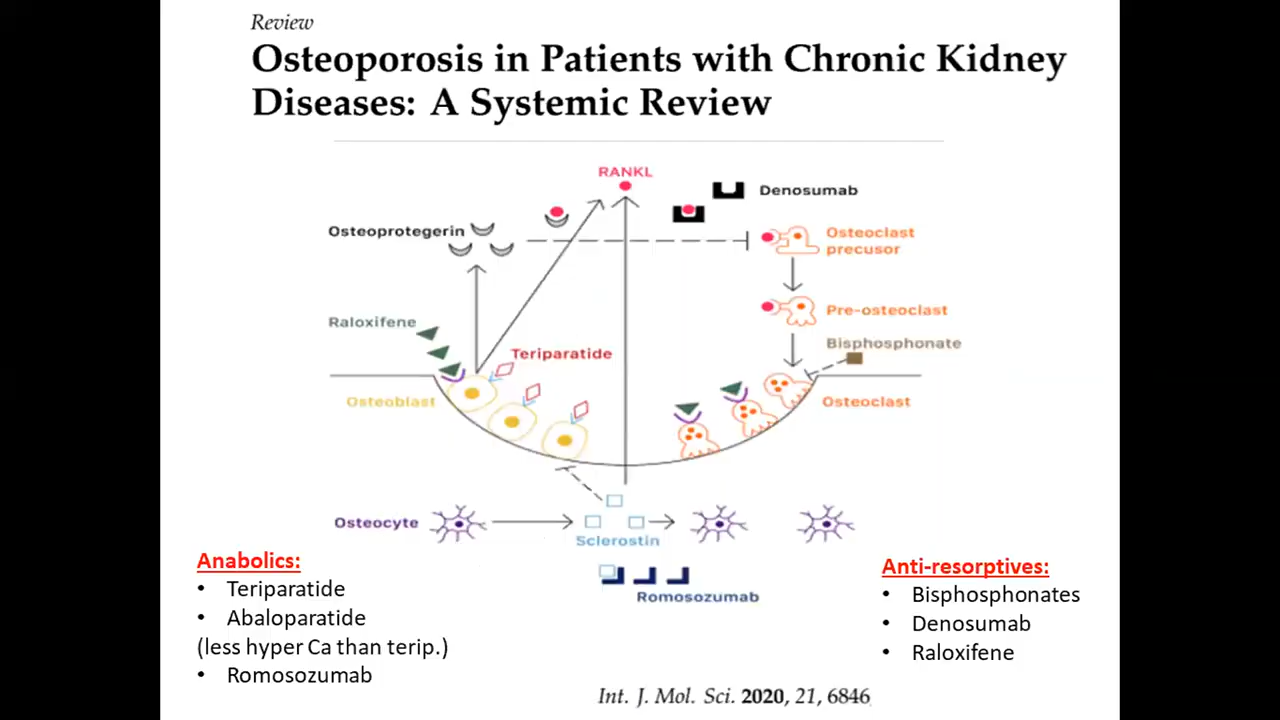 Review
Osteoporosis in Patients with Chronic Kidney
Diseases: A Systemic Review
RANKL
Denosumab
Osteoprotegerin
Osteoclast
precusor
Pre-osteoclast
Raloxifene
Teriparatide
Bisphosphonate
Osteoblast
Osteoclast
Osteocyte
Sclerostin
Romosozumab
Anabolics:
• Teriparatide
• Abaloparatide
(less hyper Ca than terip.)
• Romosozumab
Anti-resorptives:
• Bisphosphonates
• Denosumab
• Raloxifene
Int. J. Mol. Sci. 2020, 21, 6846